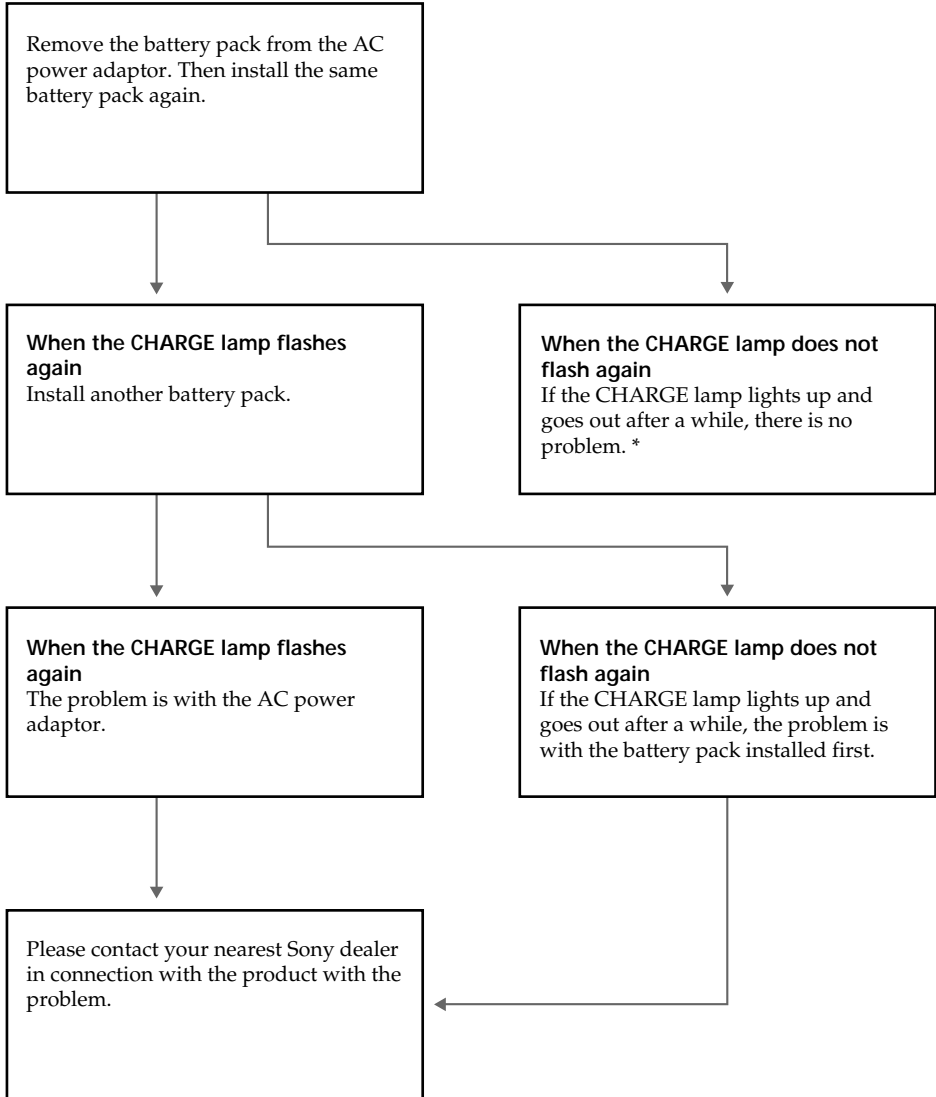 Remove the battery pack from the AC
power adaptor. Then install the same
battery pack again.
When the CHARGE lamp flashes
again
Install another battery pack.
When the CHARGE lamp does not
flash again
If the CHARGE lamp lights up and
goes out after a while, there is no
problem. *
When the CHARGE lamp flashes
again
The problem is with the AC power
adaptor.
When the CHARGE lamp does not
flash again
If the CHARGE lamp lights up and
goes out after a while, the problem is
with the battery pack installed first.
Please contact your nearest Sony dealer
in connection with the product with the
problem.